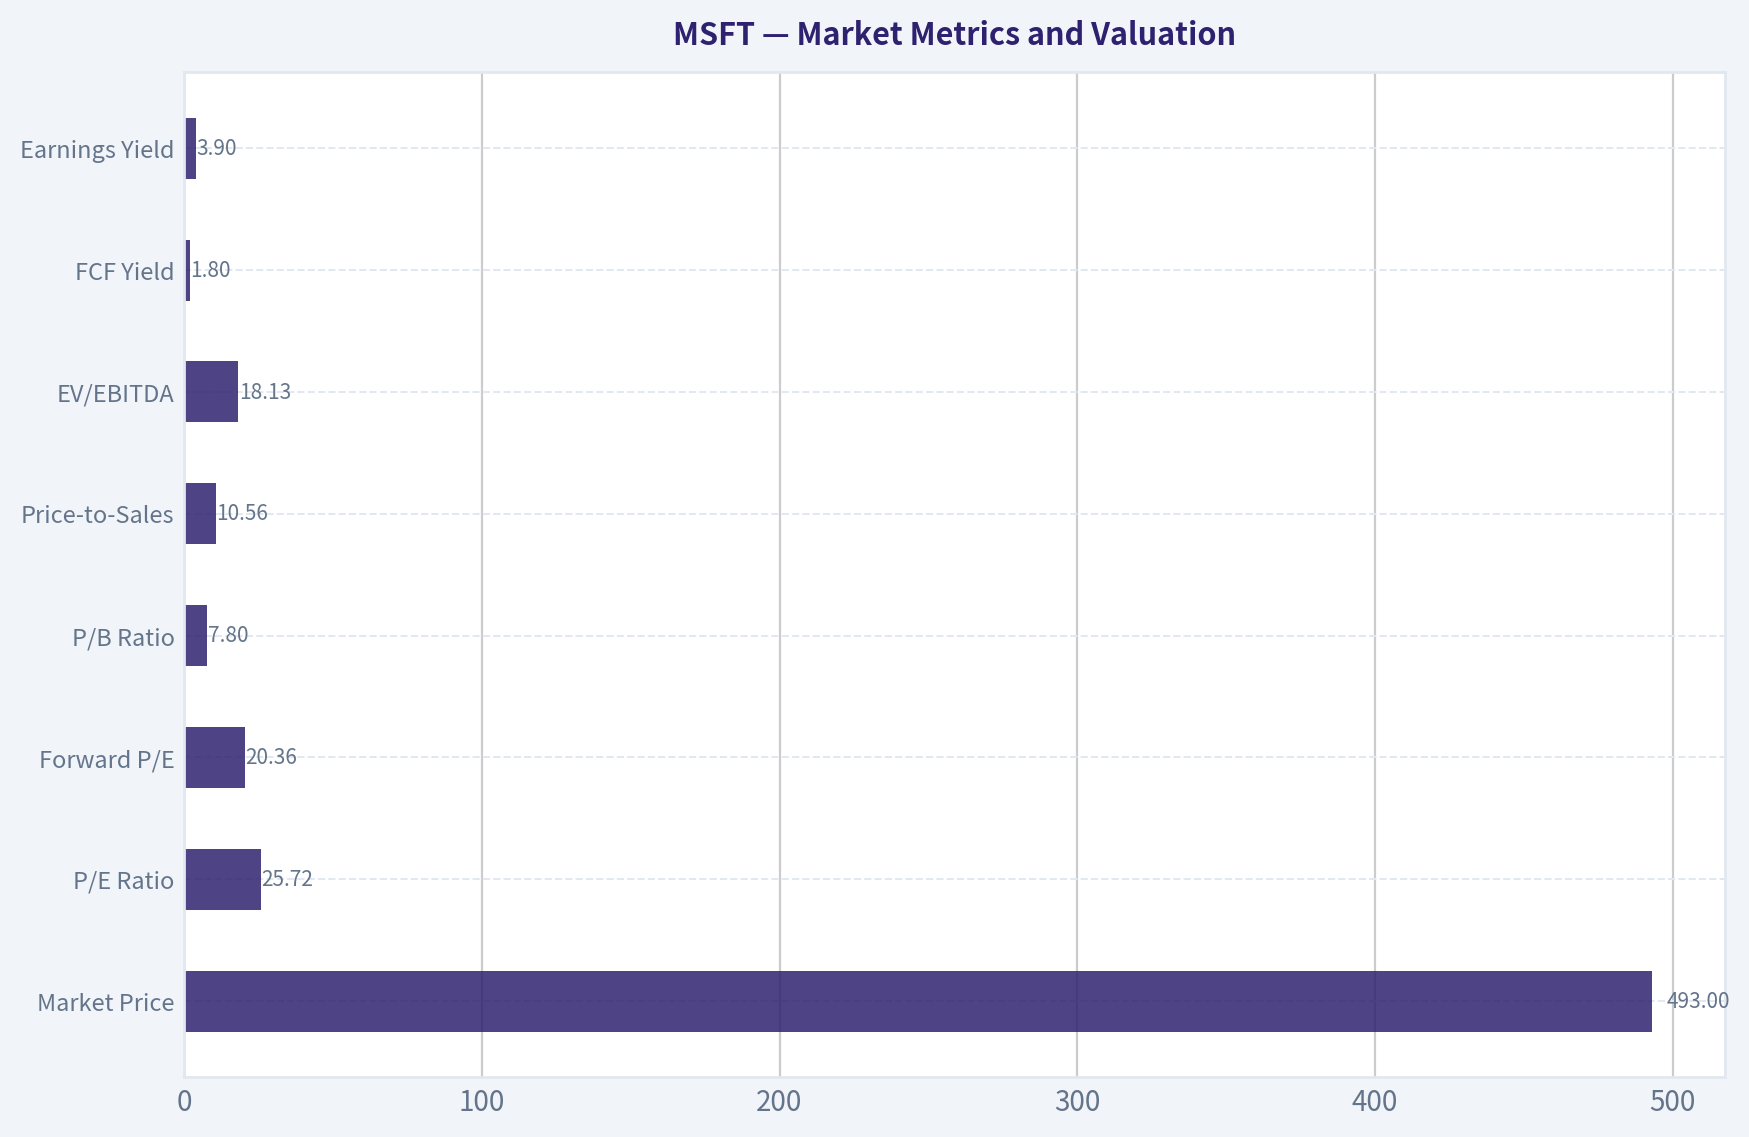 MSFT — Market Metrics and Valuation
Earnings Yield 3.90
FCF Yield 1.80
EV/EBITDA 18.13
Price-to-Sales 10.56
P/B Ratio 7.80
Forward P/E 20.36
P/E Ratio 25.72
Market Price 493.00
0 100 200 300 400 500